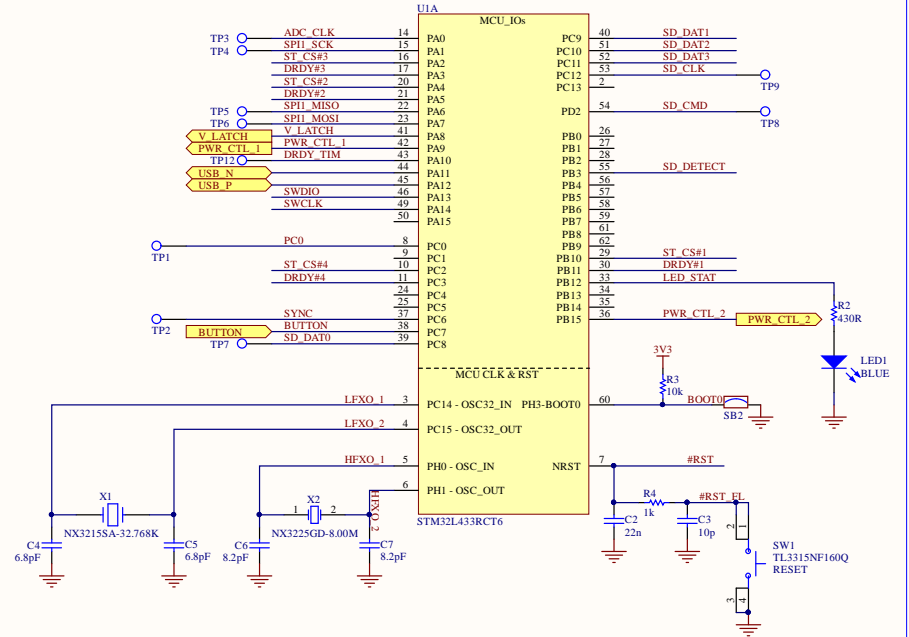 U1A
MCU_IOs
TP3 ADC_CLK 14 PA0
TP4 SPI1_SCK 15 PA1
ST_CS#3 16 PA2
DRDY#3 17 PA3
ST_CS#2 20 PA4
DRDY#2 21 PA5
TP5 SPI1_MISO 22 PA6
TP6 SPI1_MOSI 23 PA7
V_LATCH V_LATCH 41 PA8
PWR_CTL_1 PWR_CTL_1 42 PA9
TP12 DRDY_TIM 43 PA10
USB_N 44 PA11
USB_P 45 PA12
SWDIO 46 PA13
SWCLK 49 PA14
50 PA15
TP1 PC0 8 PC0
9 PC1
ST_CS#4 10 PC2
DRDY#4 11 PC3
24 PC4
25 PC5
TP2 SYNC 37 PC6
BUTTON BUTTON 38 PC7
TP7 SD_DAT0 39 PC8
PC9 40 SD_DAT1
PC10 51 SD_DAT2
PC11 52 SD_DAT3
PC12 53 SD_CLK TP9
PC13 2
PD2 54 SD_CMD TP8
PB0 26
PB1 27
PB2 28
PB3 55 SD_DETECT
PB4 56
PB5 57
PB6 58
PB7 59
PB8 61
PB9 62
PB10 29 ST_CS#1
PB11 30 DRDY#1
PB12 33 LED_STAT
PB13 34
PB14 35
PB15 36 PWR_CTL_2 PWR_CTL_2
R2
430R
LED1
BLUE
MCU CLK & RST
LFXO_1 3 PC14 - OSC32_IN
LFXO_2 4 PC15 - OSC32_OUT
HFXO_1 5 PH0 - OSC_IN
6 PH1 - OSC_OUT
HFXO_2
PH3-BOOT0 60 BOOT0
3V3
R3
10k
SB2
NRST 7 #RST
STM32L433RCT6
X1
NX3215SA-32.768K
C4
6.8pF
C5
6.8pF
X2
1 2
NX3225GD-8.00M
C6
8.2pF
C7
8.2pF
R4
1k
#RST_FL
C2
22n
C3
10p
2 1
SW1
TL3315NF160Q
RESET
3 4